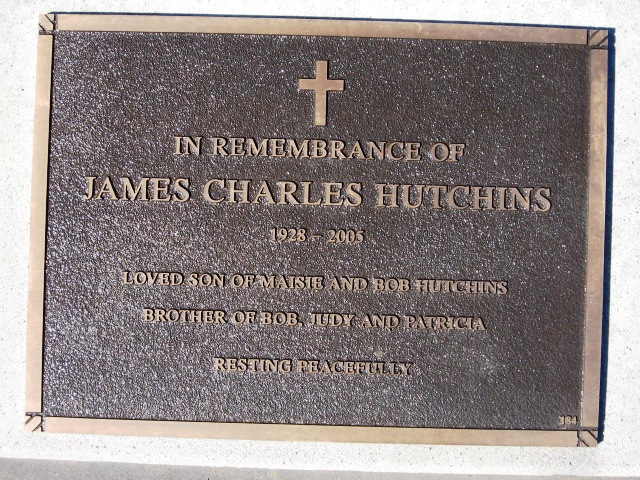 IN REMEMBRANCE OF
JAMES CHARLES HUTCHINS
1928 - 2005
LOVED SON OF MAISIE AND BOB HUTCHINS
BROTHER OF BOB, JUDY AND PATRICIA
RESTING PEACEFULLY
184